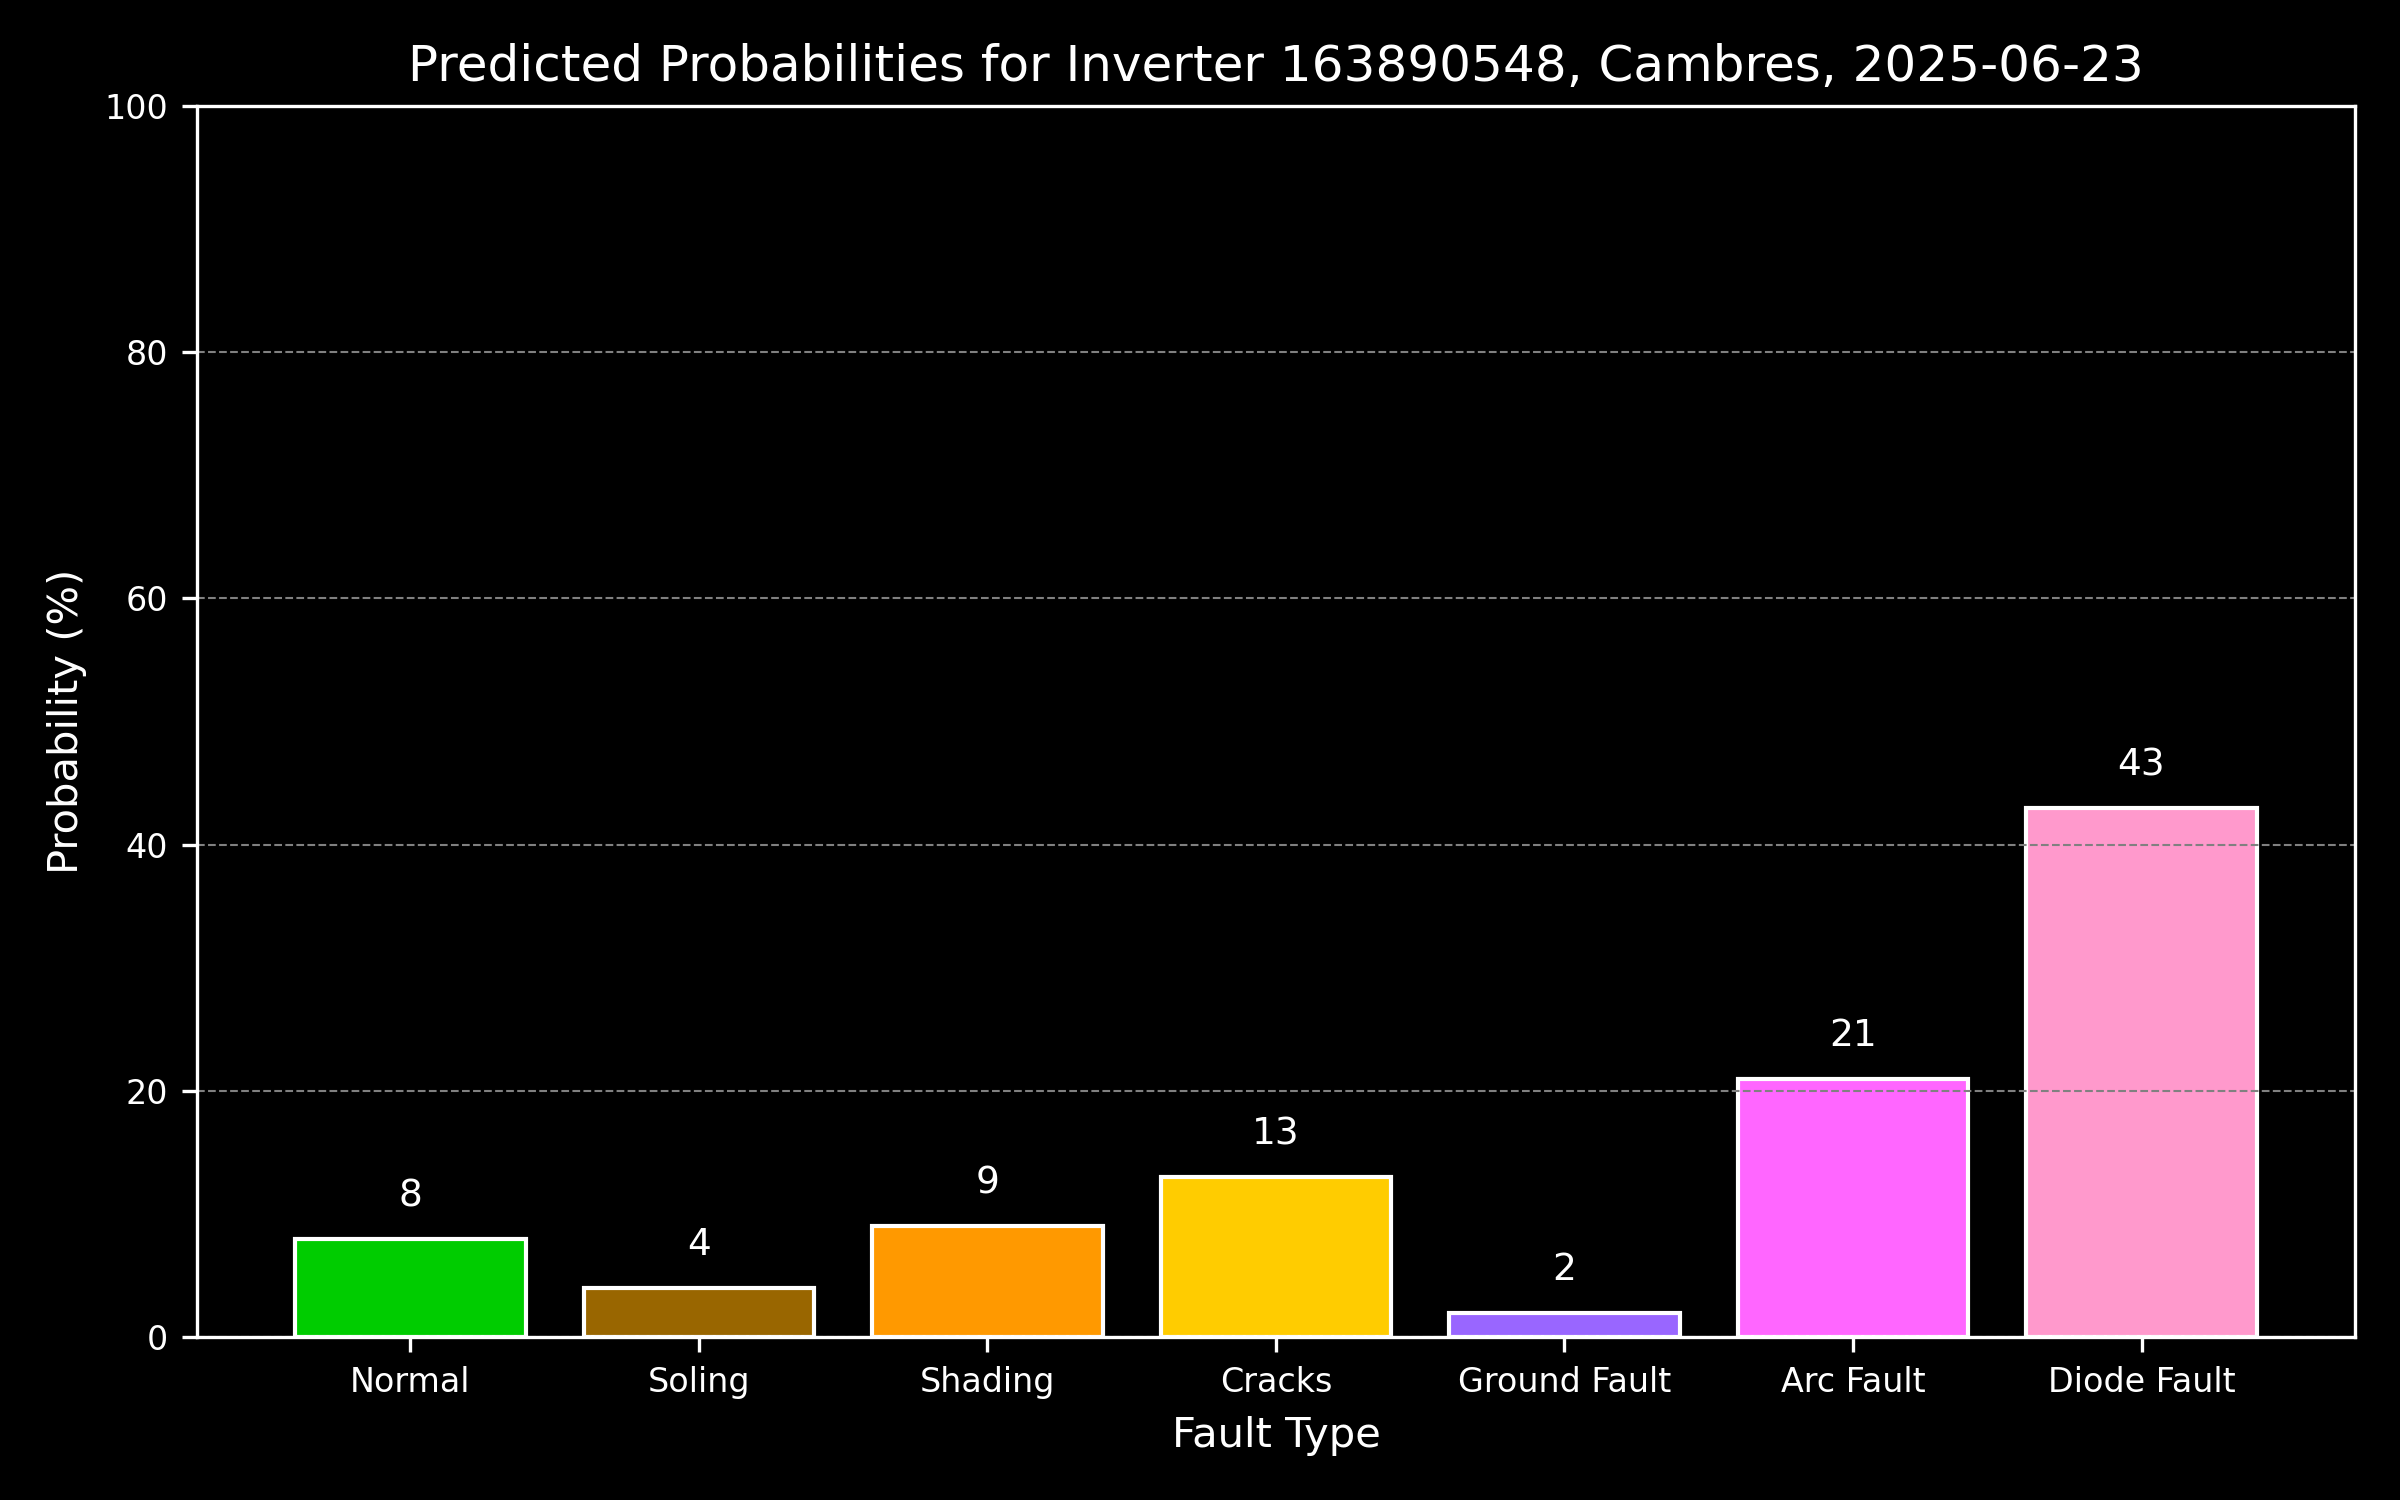 Predicted Probabilities for Inverter 163890548, Cambres, 2025-06-23
Probability (%)
100
80
60
40
20
0
8
4
9
13
2
21
43
Normal
Soling
Shading
Cracks
Ground Fault
Arc Fault
Diode Fault
Fault Type